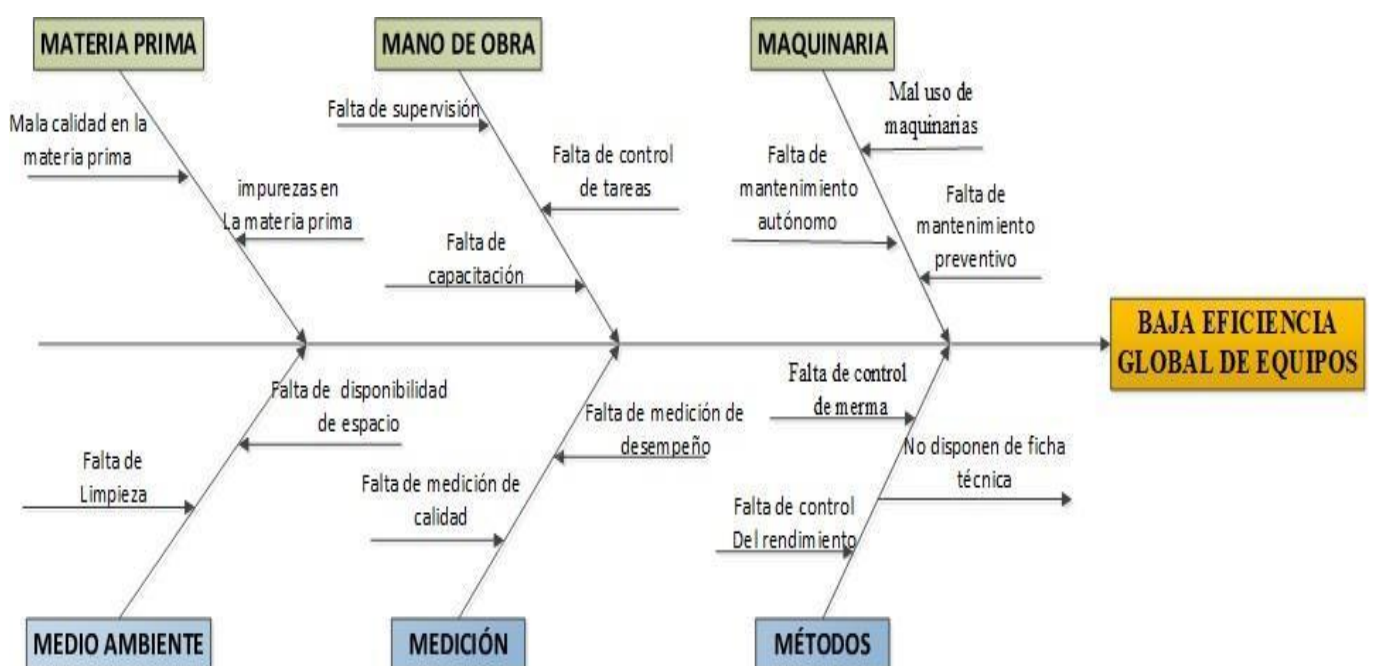 MATERIA PRIMA
MANO DE OBRA
MAQUINARIA
Mala calidad en la
materia prima
impurezas en
La materia prima
Falta de supervisión
Falta de control
de tareas
Falta de
capacitación
Mal uso de
maquinarias
Falta de
mantenimiento
autónomo
Falta de
mantenimiento
preventivo
BAJA EFICIENCIA
GLOBAL DE EQUIPOS
Falta de disponibilidad
de espacio
Falta de
Limpieza
Falta de medición de
desempeño
Falta de medición de
calidad
Falta de control
de merma
No disponen de ficha
técnica
Falta de control
Del rendimiento
MEDIO AMBIENTE
MEDICIÓN
MÉTODOS